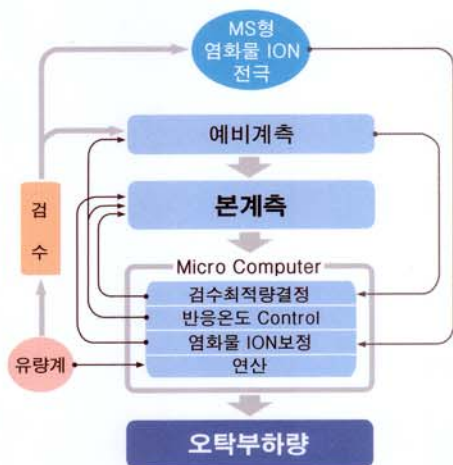 MS형
염화물 ION
전극
예비계측
본계측
검
수
Micro Computer
검수최적량결정
반응온도 Control
염화물 ION보정
연산
유량계
오탁부하량